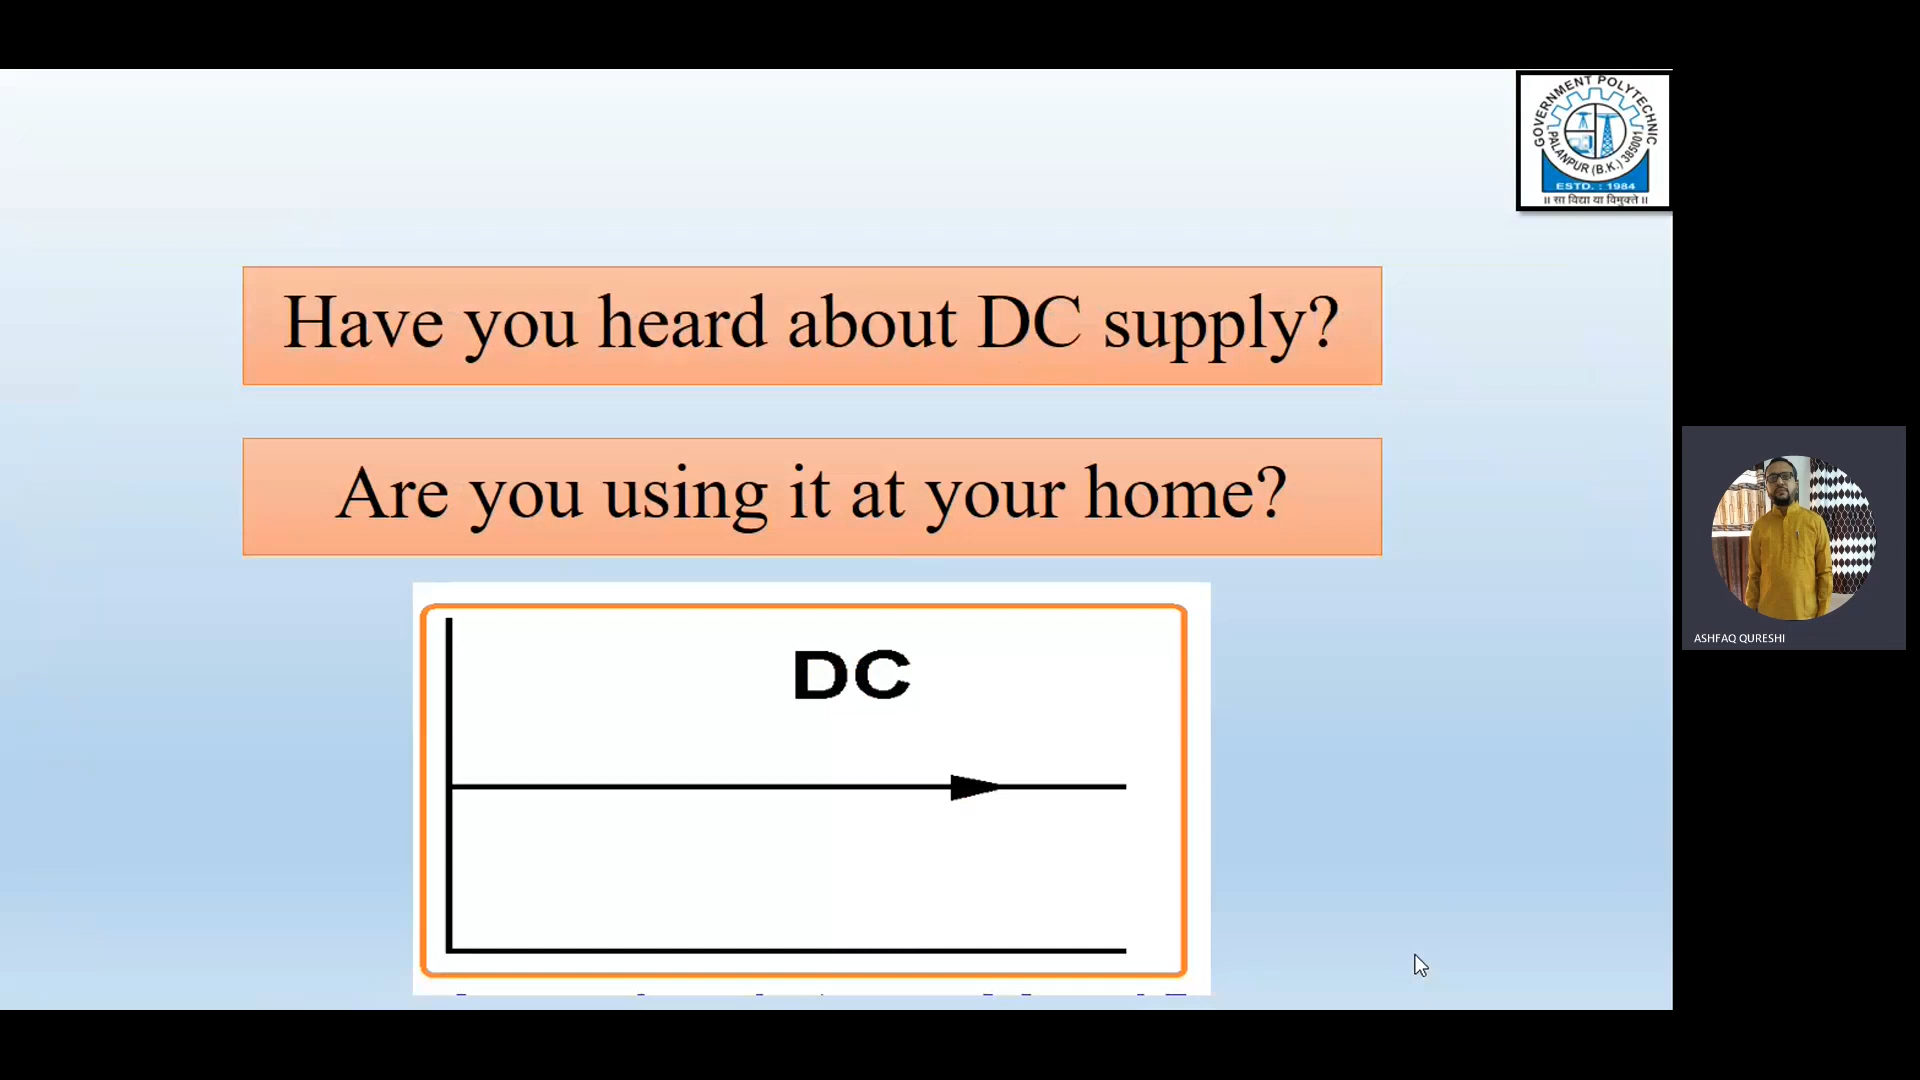 GOVERNMENT POLYTECHNIC
PALANPUR (B.K.) 385001
ESTD. : 1984
॥ सा विद्या या विमुक्ते ॥
Have you heard about DC supply?
Are you using it at your home?
DC
ASHFAQ QURESHI